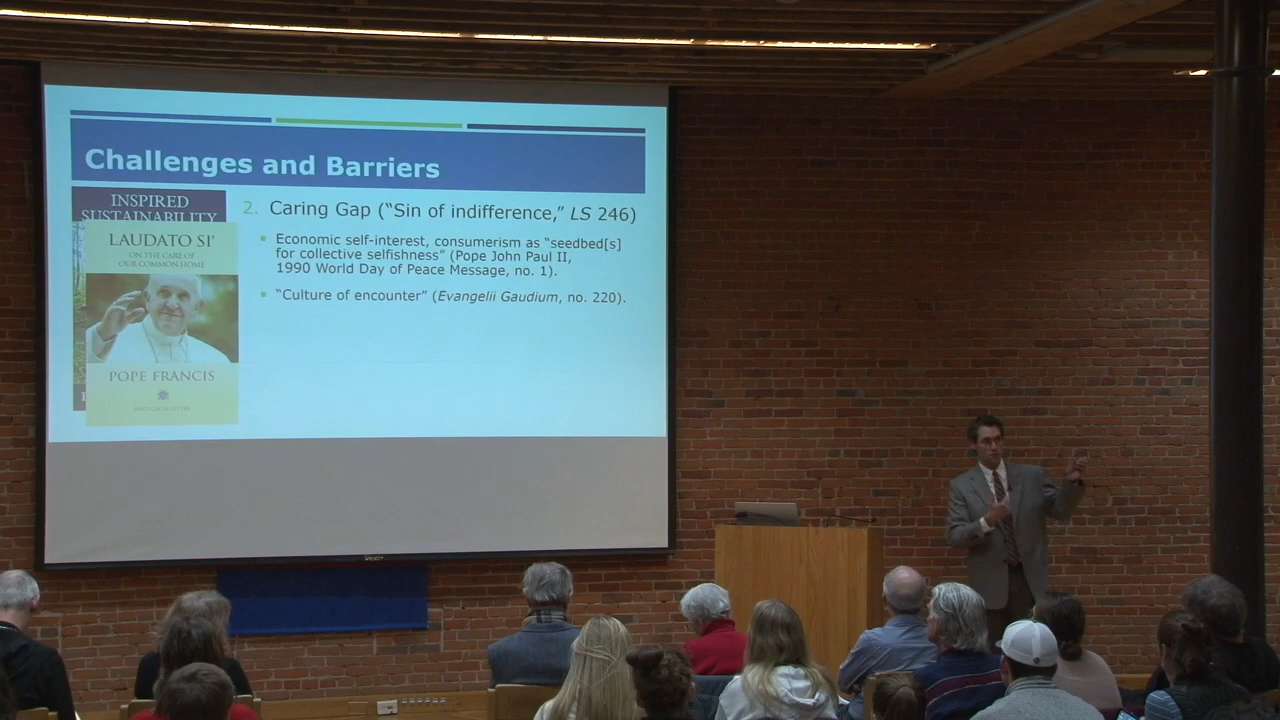 Challenges and Barriers
INSPIRED
SUSTAINABILITY
LAUDATO SI'
ON THE CARE OF
OUR COMMON HOME
POPE FRANCIS
ENCYCLICAL LETTER
2. Caring Gap (“Sin of indifference,” LS 246)
Economic self-interest, consumerism as “seedbed[s]
for collective selfishness” (Pope John Paul II,
1990 World Day of Peace Message, no. 1).
“Culture of encounter” (Evangelii Gaudium, no. 220).